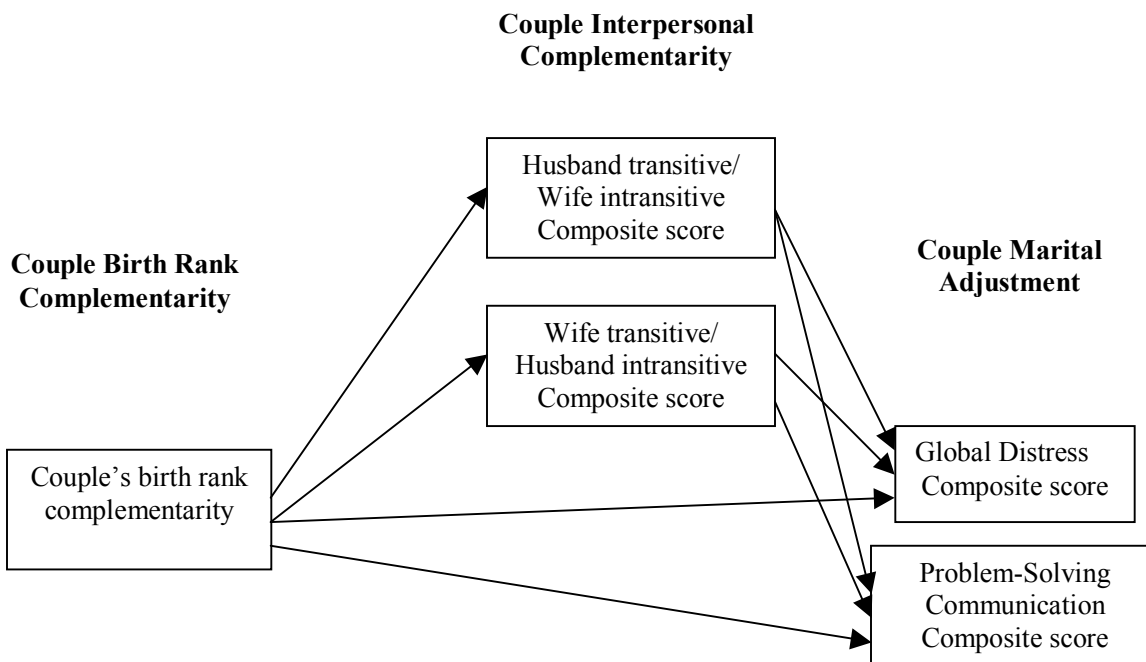 Couple Interpersonal
Complementarity
Husband transitive/
Wife intransitive
Composite score
Couple Birth Rank
Complementarity
Couple Marital
Adjustment
Wife transitive/
Husband intransitive
Composite score
Couple’s birth rank
complementarity
Global Distress
Composite score
Problem-Solving
Communication
Composite score